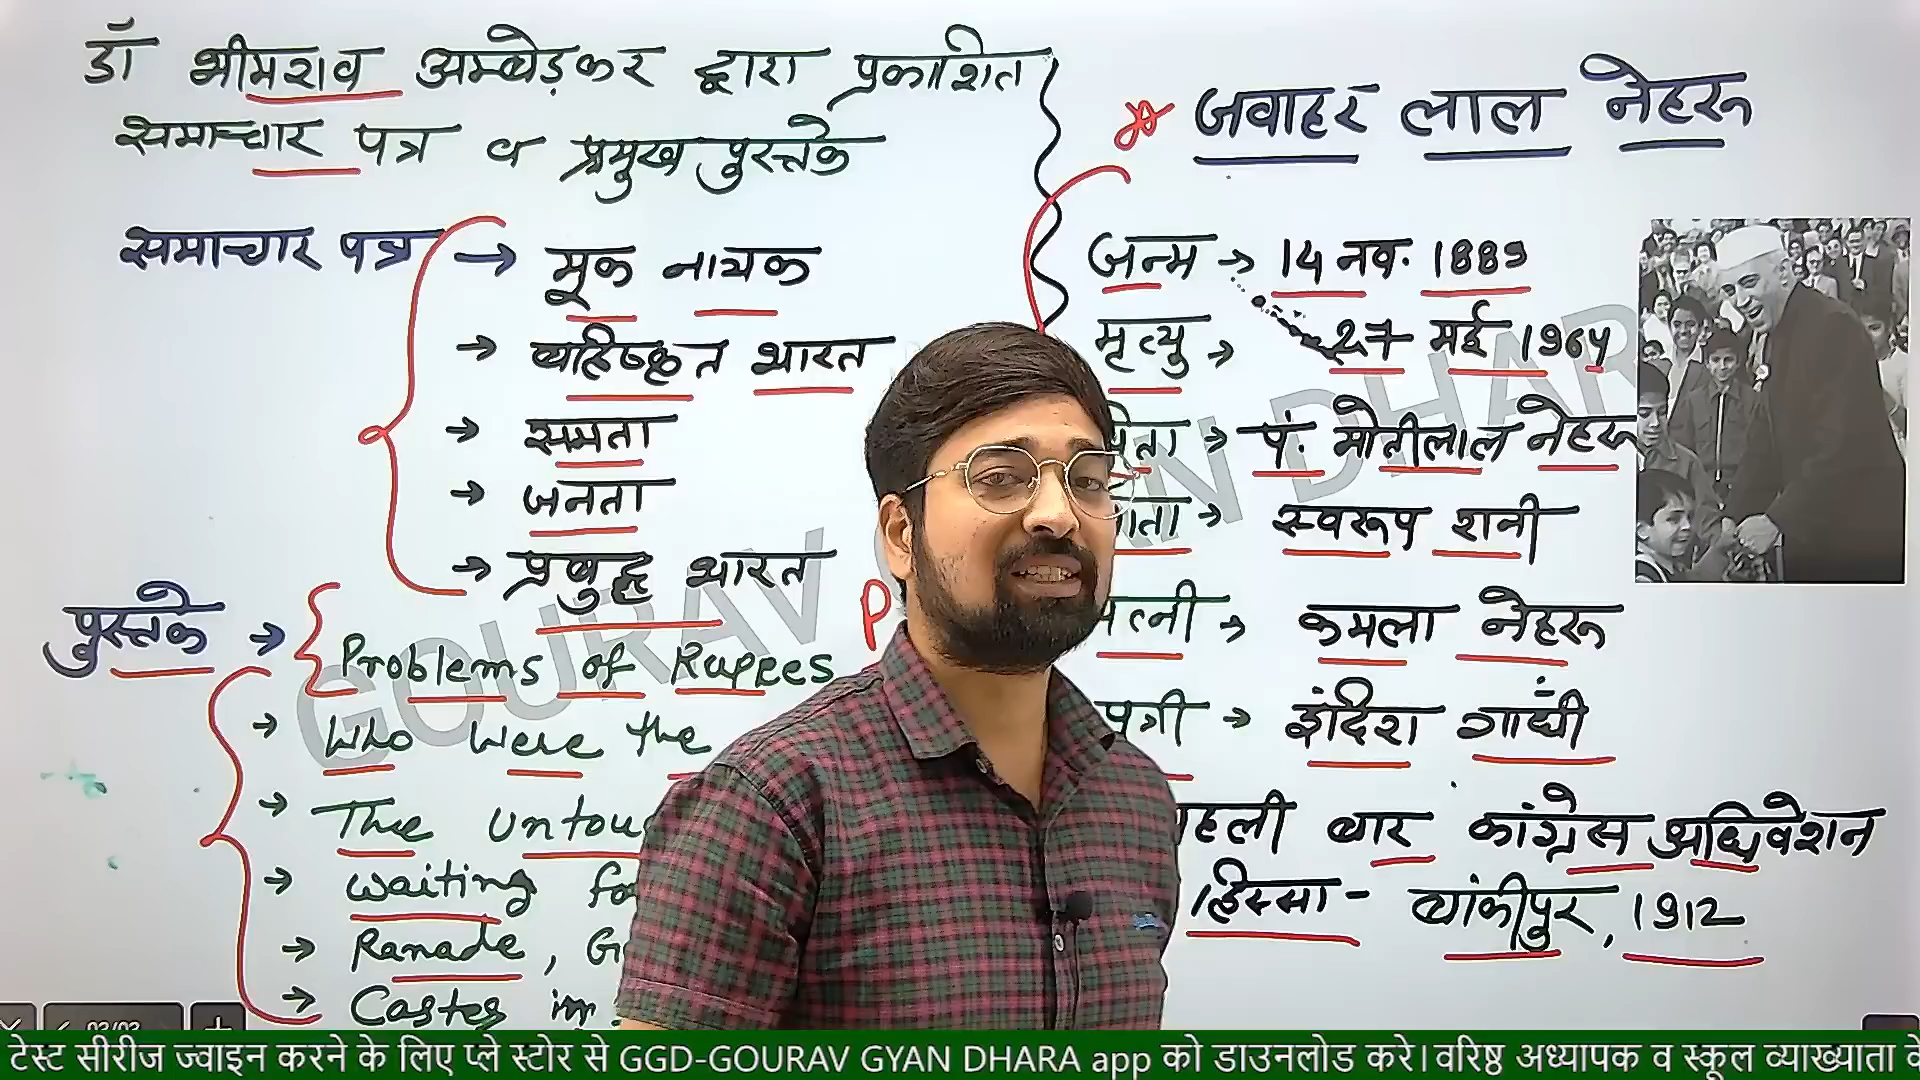 डॉ भीमराव अम्बेड़कर द्वारा प्रकाशित
समाचार पत्र व प्रमुख पुस्तके
समाचार पत्र → मूक नायक
→ बहिष्कृत भारत
→ समता
→ जनता
→ प्रबुद्ध भारत
पुस्तके → Problems of Rupees
→ Who Were the
→ The Untou
→ Waiting fo
→ Ranade, G
→ Castes in
P
जवाहर लाल नेहरू
जन्म → 14 नव. 1889
मृत्यु → 27 मई 1964
पिता → पं. मोतीलाल नेहरू
माता → स्वरूप रानी
पत्नी → कमला नेहरू
पुत्री → इंदिरा गांधी
पहली बार कांग्रेस अधिवेशन
हिस्सा - बांकीपुर, 1912
GOURAV GYAN DHARA
03/03
टेस्ट सीरीज ज्वाइन करने के लिए प्ले स्टोर से GGD-GOURAV GYAN DHARA app को डाउनलोड करे। वरिष्ठ अध्यापक व स्कूल व्याख्याता के